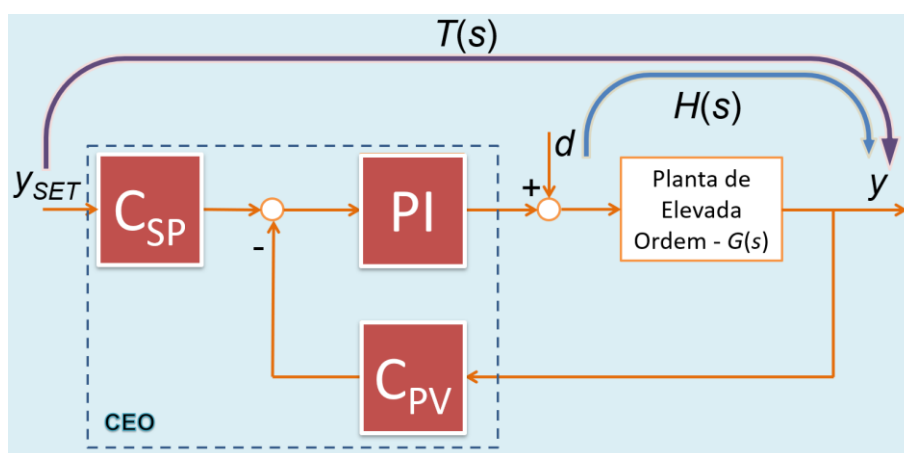 T(s)
H(s)
y_SET
C_SP
-
PI
+
d
Planta de
Elevada
Ordem - G(s)
y
C_PV
CEO